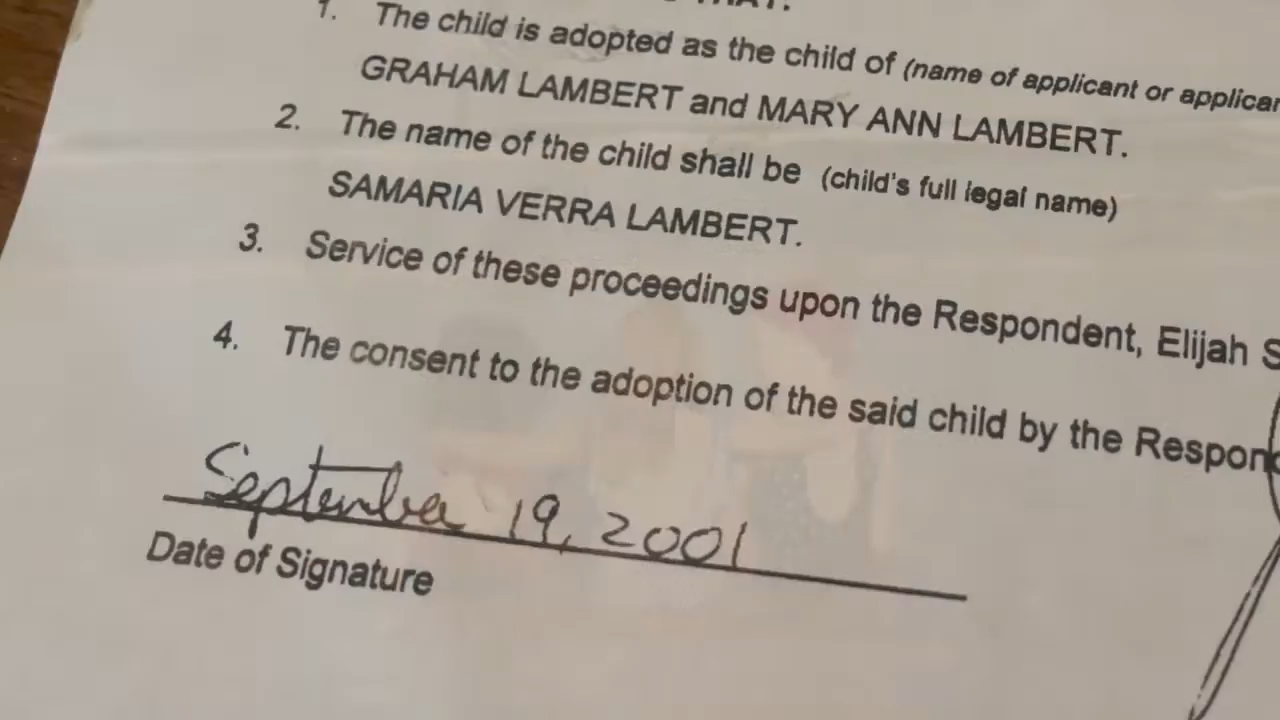 THAT:
1. The child is adopted as the child of (name of applicant or
GRAHAM LAMBERT and MARY ANN LAMBERT.
2. The name of the child shall be (child's full legal name)
SAMARIA VERRA LAMBERT.
3. Service of these proceedings upon the Respondent, Elijah
4. The consent to the adoption of the said child by the
September 19, 2001
Date of Signature